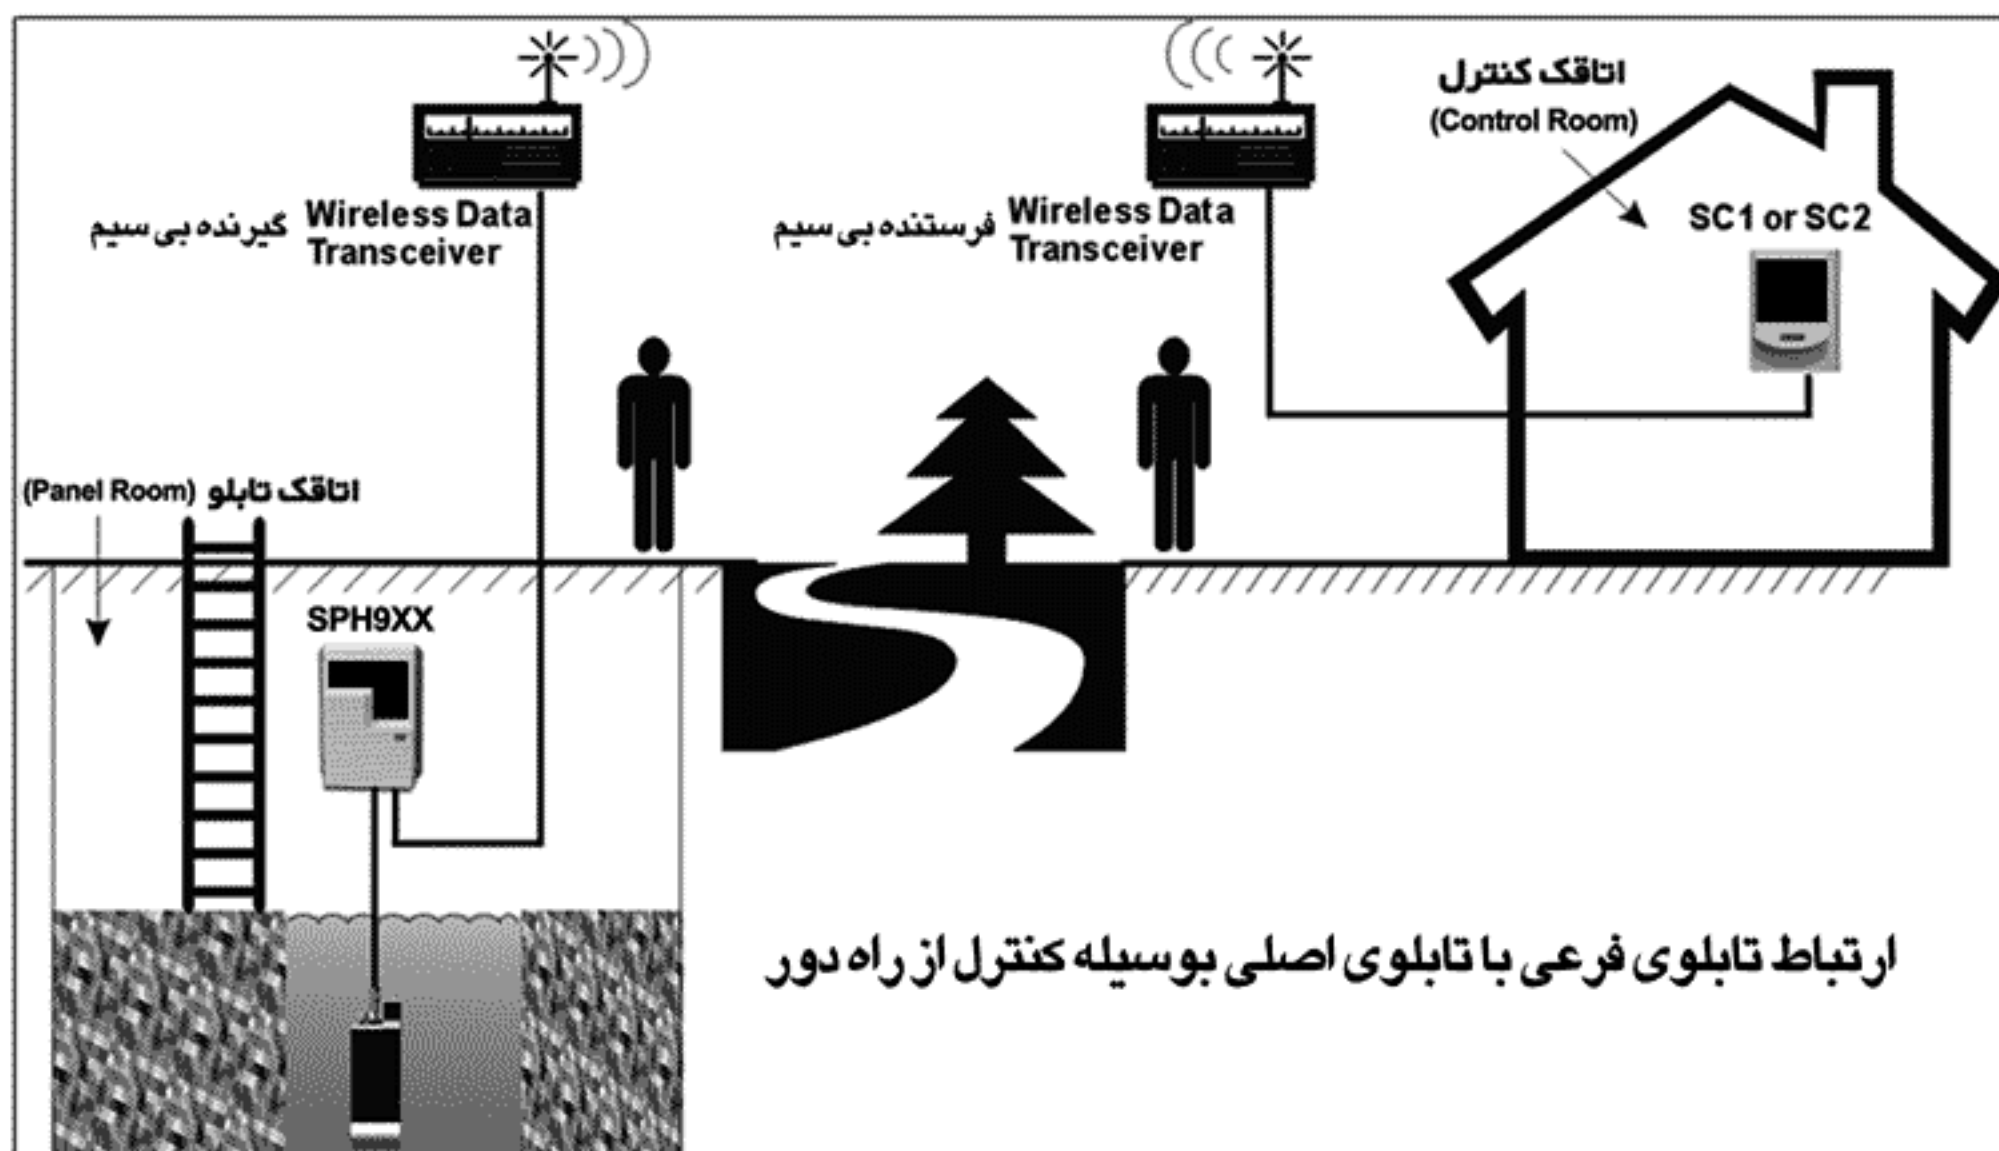 اتاقک کنترل
(Control Room)
SC1 or SC2
Wireless Data
Transceiver
فرستنده بی سیم
Wireless Data
Transceiver
گیرنده بی سیم
اتاقک تابلو (Panel Room)
SPH9XX
ارتباط تابلوی فرعی با تابلوی اصلی بوسیله کنترل از راه دور